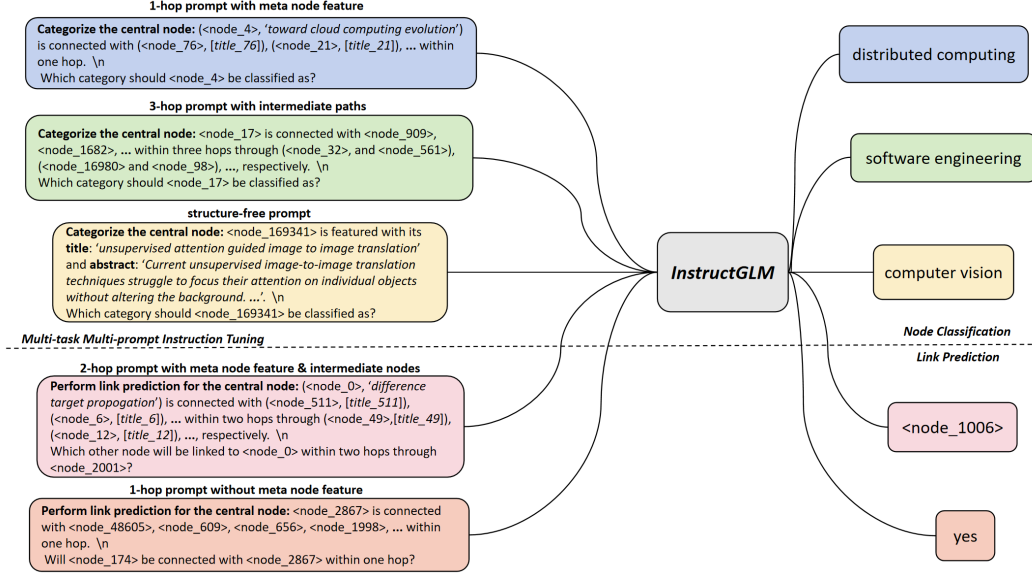 1-hop prompt with meta node feature
Categorize the central node: (<node_4>, 'toward cloud computing evolution')
is connected with (<node_76>, [title_76]), (<node_21>, [title_21]), ... within
one hop. \n
Which category should <node_4> be classified as?
3-hop prompt with intermediate paths
Categorize the central node: <node_17> is connected with <node_909>,
<node_1682>, ... within three hops through (<node_32>, and <node_561>),
(<node_16980> and <node_98>), ..., respectively. \n
Which category should <node_17> be classified as?
structure-free prompt
Categorize the central node: <node_169341> is featured with its
title: 'unsupervised attention guided image to image translation'
and abstract: 'Current unsupervised image-to-image translation
techniques struggle to focus their attention on individual objects
without altering the background. ...'. \n
Which category should <node_169341> be classified as?
Multi-task Multi-prompt Instruction Tuning
2-hop prompt with meta node feature & intermediate nodes
Perform link prediction for the central node: (<node_0>, 'difference
target propogation') is connected with (<node_511>, [title_511]),
(<node_6>, [title_6]), ... within two hops through (<node_49>,[title_49]),
(<node_12>, [title_12]), ..., respectively. \n
Which other node will be linked to <node_0> within two hops through
<node_2001>?
1-hop prompt without meta node feature
Perform link prediction for the central node: <node_2867> is connected
with <node_48605>, <node_609>, <node_656>, <node_1998>, ... within
one hop. \n
Will <node_174> be connected with <node_2867> within one hop?
InstructGLM
distributed computing
software engineering
computer vision
Node Classification
Link Prediction
<node_1006>
yes